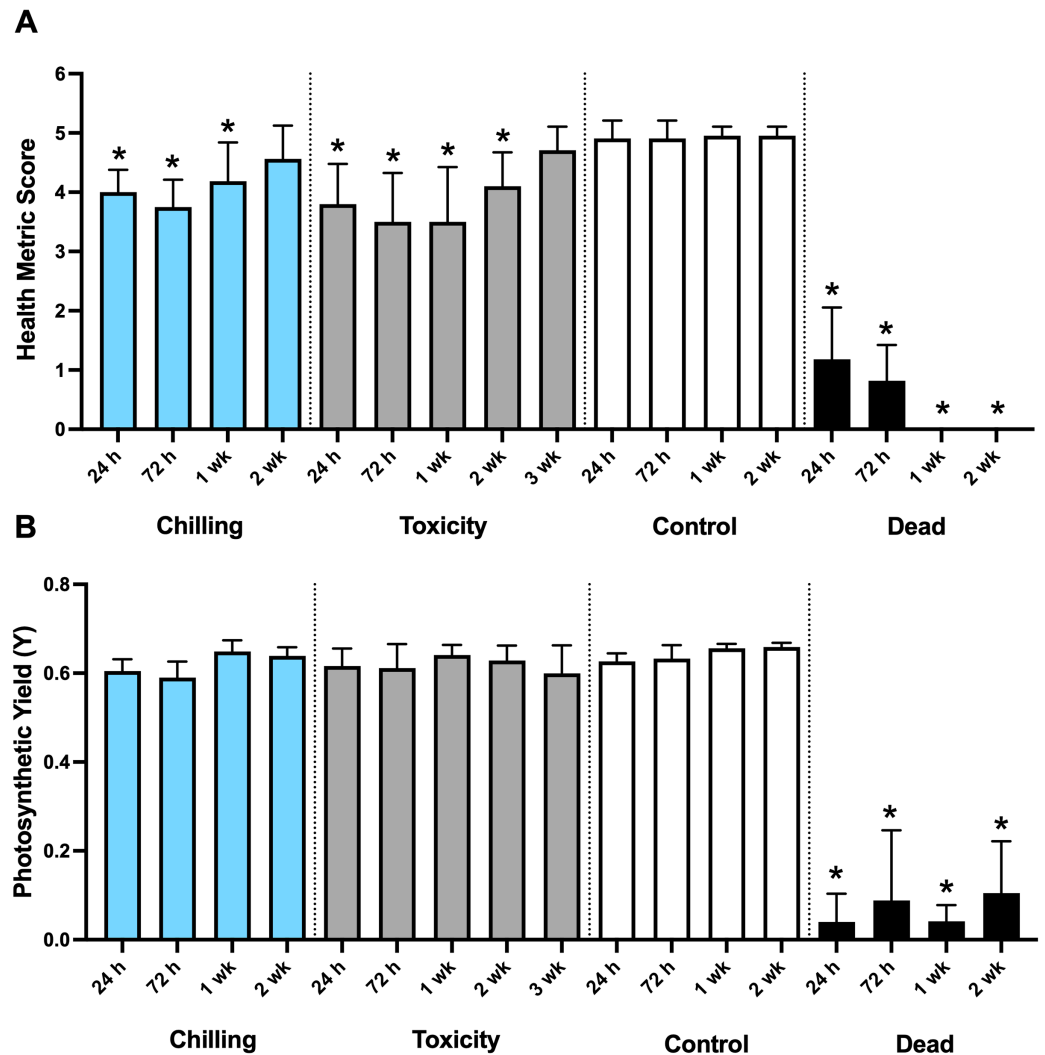 A
Health Metric Score
6
5
4
3
2
1
0
* * * * * * * * * * *
24 h 72 h 1 wk 2 wk 24 h 72 h 1 wk 2 wk 3 wk 24 h 72 h 1 wk 2 wk 24 h 72 h 1 wk 2 wk
Chilling Toxicity Control Dead
B
Photosynthetic Yield (Y)
0.8
0.6
0.4
0.2
0.0
* * * *
24 h 72 h 1 wk 2 wk 24 h 72 h 1 wk 2 wk 3 wk 24 h 72 h 1 wk 2 wk 24 h 72 h 1 wk 2 wk
Chilling Toxicity Control Dead